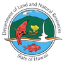 Department of Land and Natural Resources
State of Hawaii